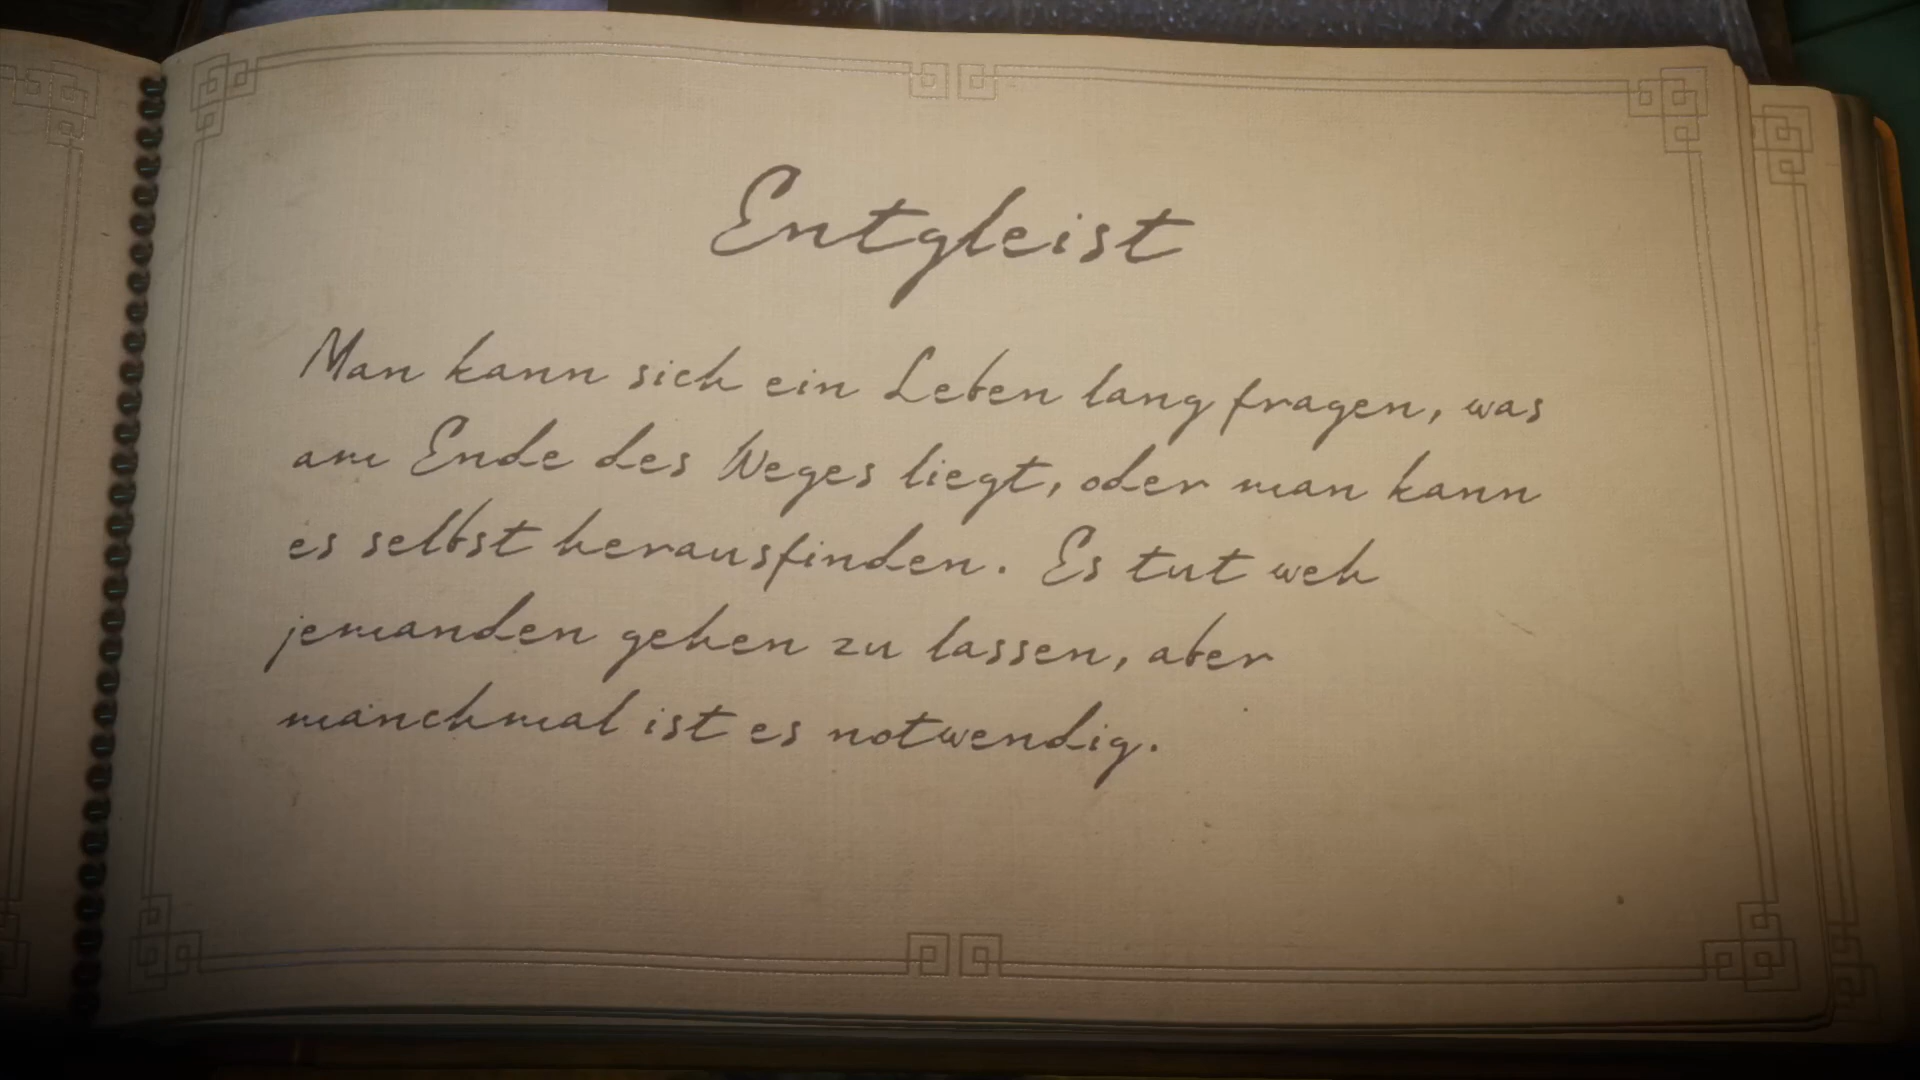 Entgleist
Man kann sich ein Leben lang fragen, was
am Ende des Weges liegt, oder man kann
es selbst herausfinden. Es tut weh
jemanden gehen zu lassen, aber
manchmal ist es notwendig.